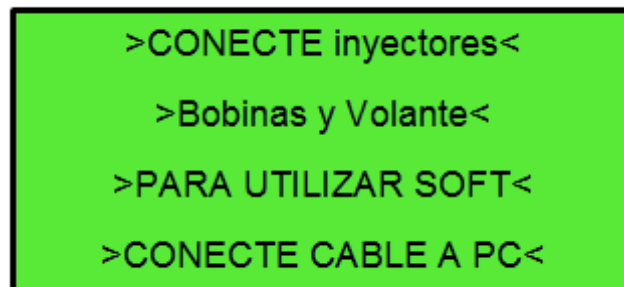 >CONECTE inyectores<
>Bobinas y Volante<
>PARA UTILIZAR SOFT<
>CONECTE CABLE A PC<